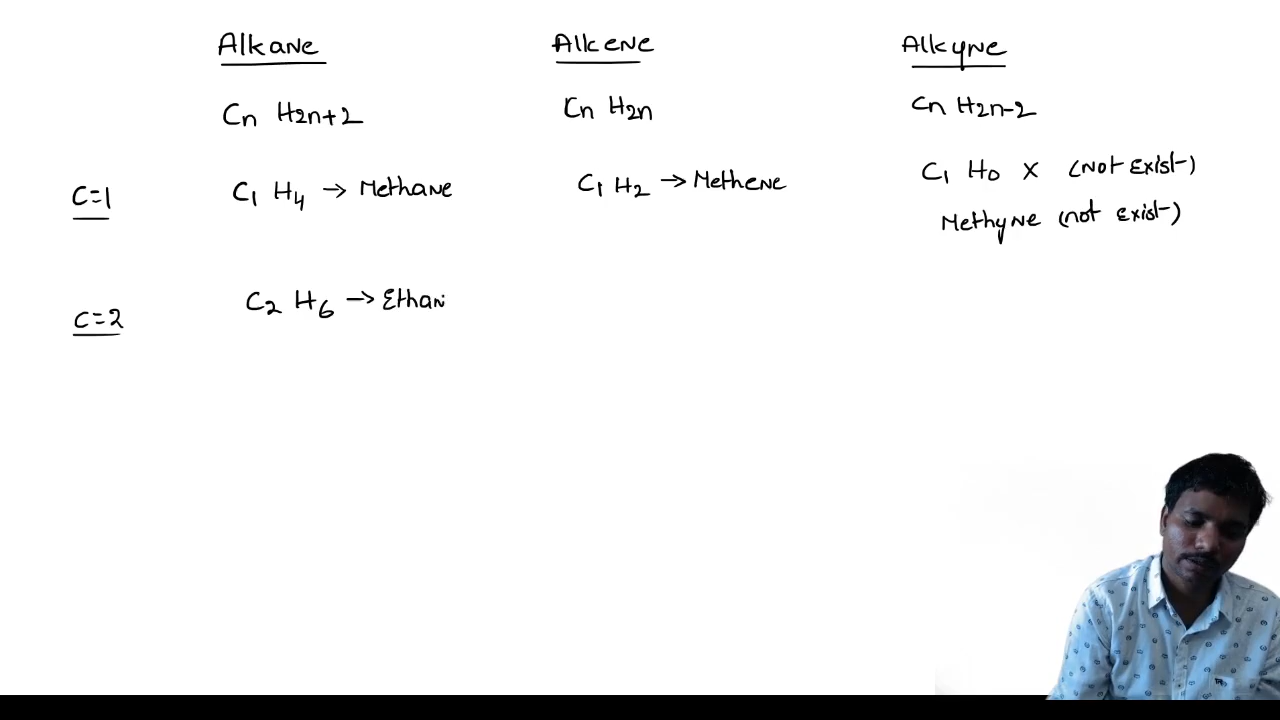 Alkane Alkene Alkyne
Cn H2n+2 Cn H2n Cn H2n-2
C=1 C1 H4 → Methane C1 H2 → Methene C1 H0 X (Not Exist)
Methyne (not exist)
C=2 C2 H6 → Ethan